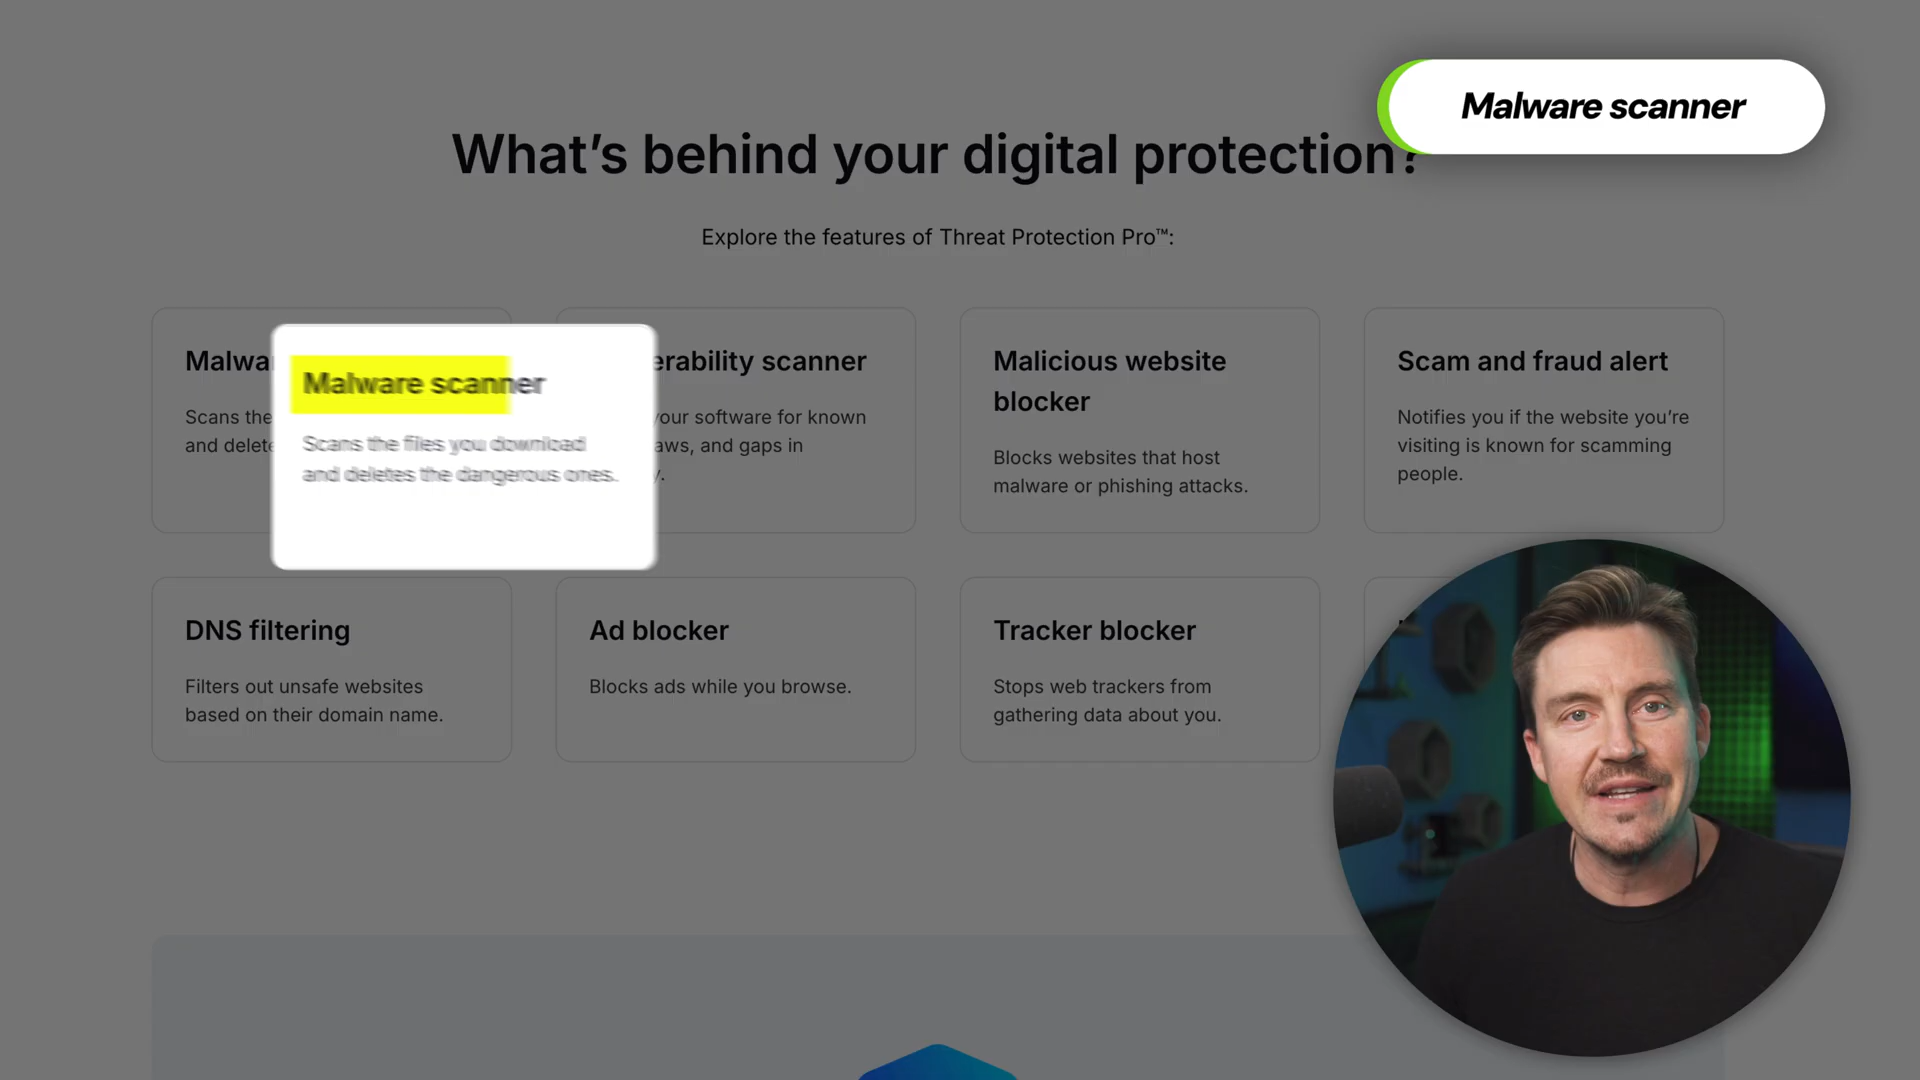 Malware scanner
What's behind your digital protection?
Explore the features of Threat Protection Pro™:
Malware scanner
Scans the files you download
and deletes the dangerous ones.
Malwar
Scans the
and delete
erability scanner
your software for known
aws, and gaps in
y.
Malicious website
blocker
Blocks websites that host
malware or phishing attacks.
Scam and fraud alert
Notifies you if the website you're
visiting is known for scamming
people.
DNS filtering
Filters out unsafe websites
based on their domain name.
Ad blocker
Blocks ads while you browse.
Tracker blocker
Stops web trackers from
gathering data about you.